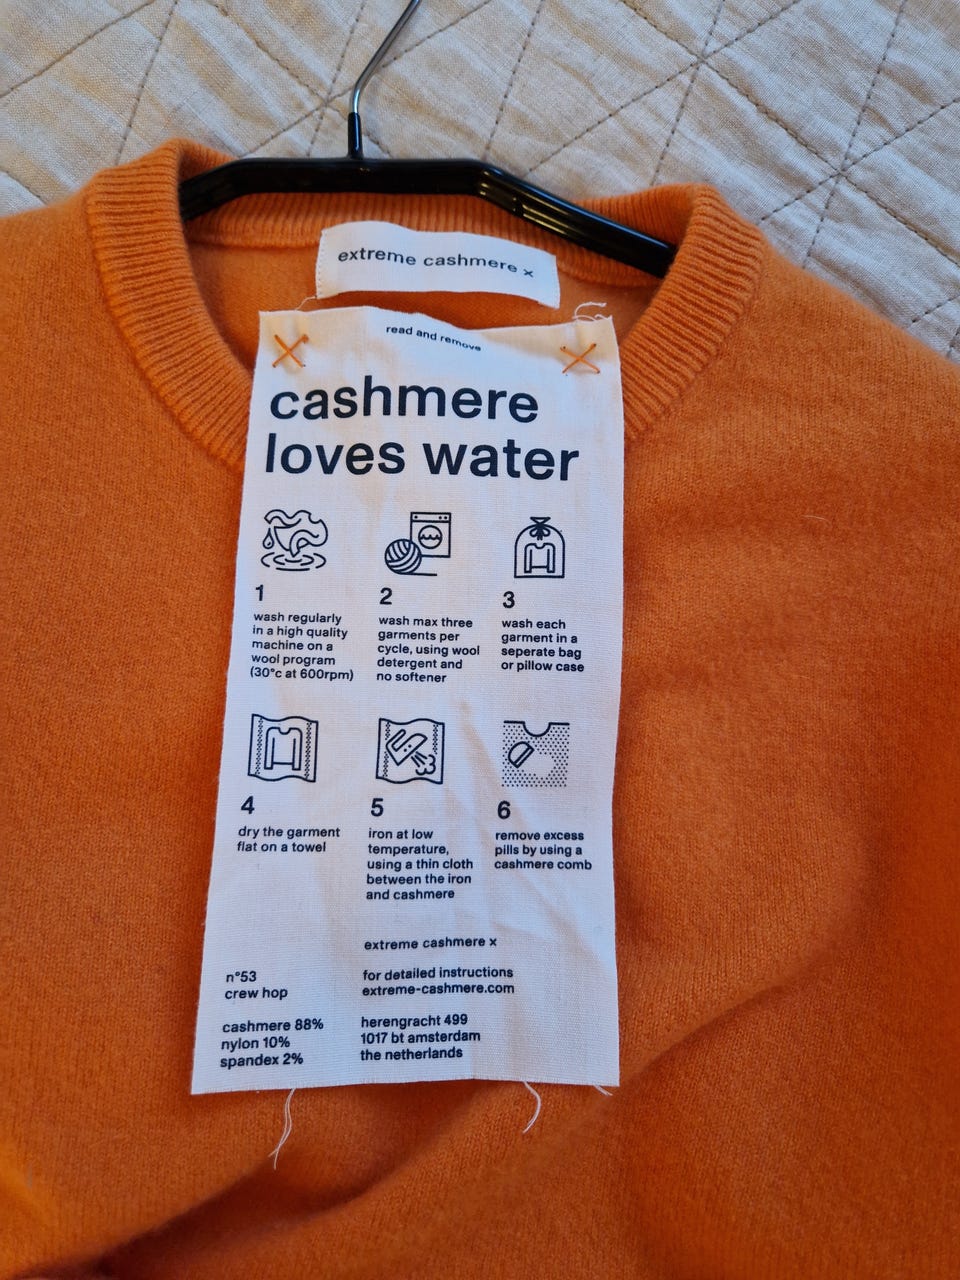 extreme cashmere ×
read and remove
cashmere
loves water
1
wash regularly
in a high quality
machine on a
wool program
(30°c at 600rpm)
2
wash max three
garments per
cycle, using wool
detergent and
no softener
3
wash each
garment in a
seperate bag
or pillow case
4
dry the garment
flat on a towel
5
iron at low
temperature,
using a thin cloth
between the iron
and cashmere
6
remove excess
pills by using a
cashmere comb
n°53
crew hop
cashmere 88%
nylon 10%
spandex 2%
extreme cashmere x
for detailed instructions
extreme-cashmere.com
herengracht 499
1017 bt amsterdam
the netherlands